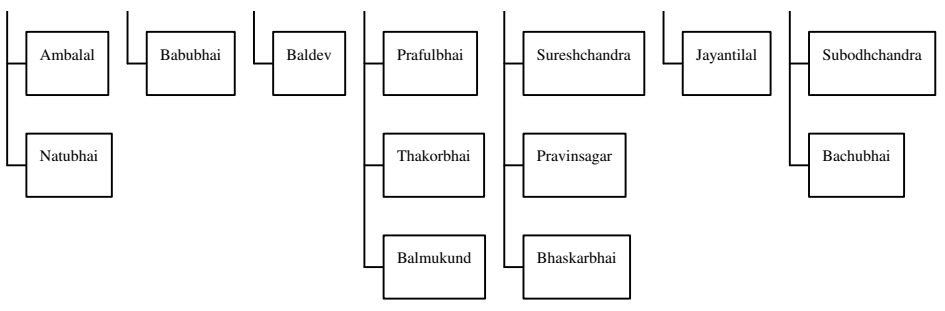 Ambalal
Babubhai
Baldev
Prafulbhai
Sureshchandra
Jayantilal
Subodhchandra
Natubhai
Thakorbhai
Pravinsagar
Bachubhai
Balmukund
Bhaskarbhai